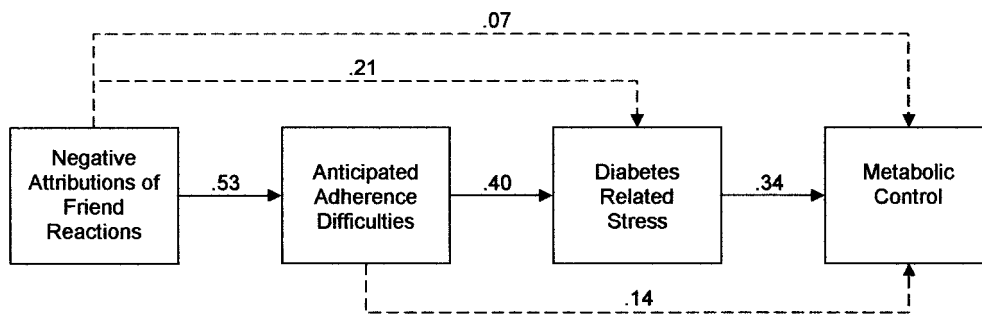 .07
.21
Negative
Attributions of
Friend
Reactions
.53
Anticipated
Adherence
Difficulties
.40
Diabetes
Related
Stress
.34
Metabolic
Control
.14